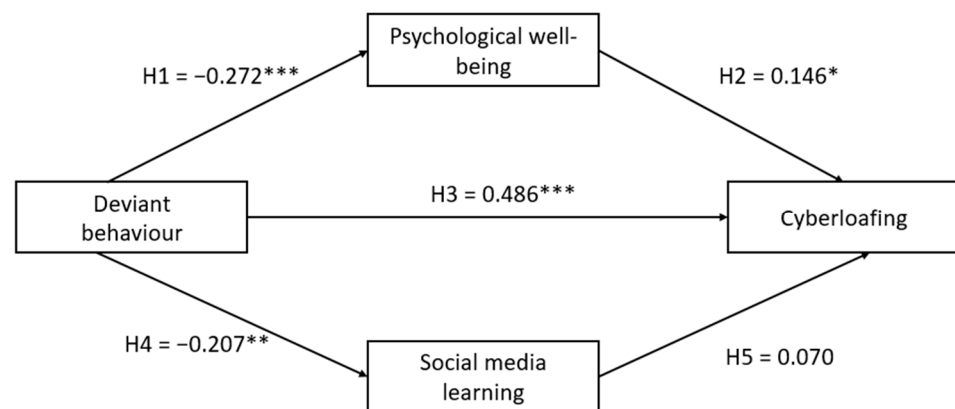 Psychological well-
being
H1 = −0.272***
H2 = 0.146*
H3 = 0.486***
Deviant
behaviour
Cyberloafing
H4 = −0.207**
H5 = 0.070
Social media
learning